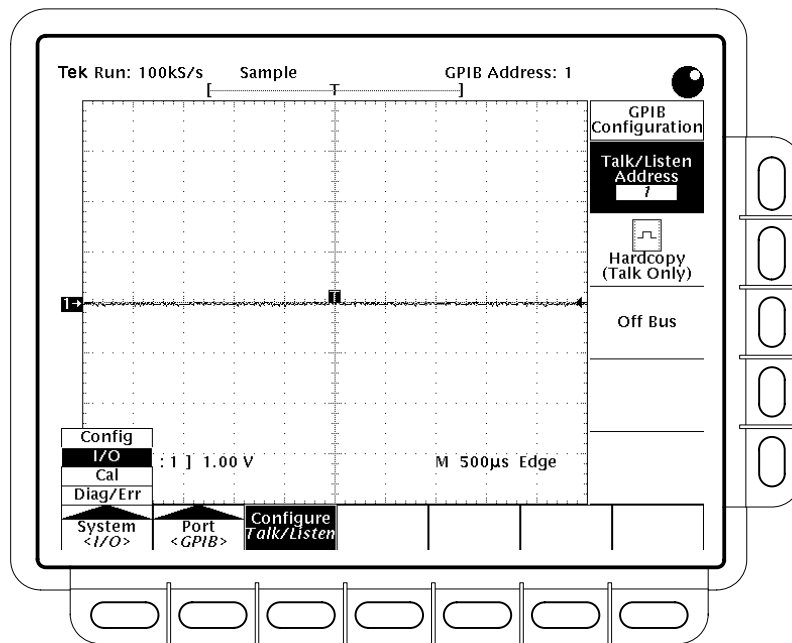 Tek Run: 100kS/s Sample GPIB Address: 1
[ T ]
GPIB
Configuration
Talk/Listen
Address
1
Hardcopy
(Talk Only)
Off Bus
1→
T
Config
I/O
Cal
Diag/Err
: 1 ] 1.00 V M 500µs Edge
System
<I/O>
Port
<GPIB>
Configure
Talk/Listen